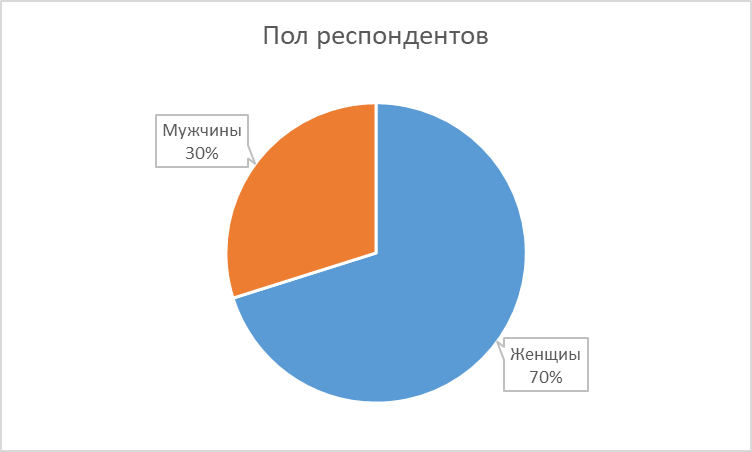 Пол респондентов
Мужчины
30%
Женщиы
70%